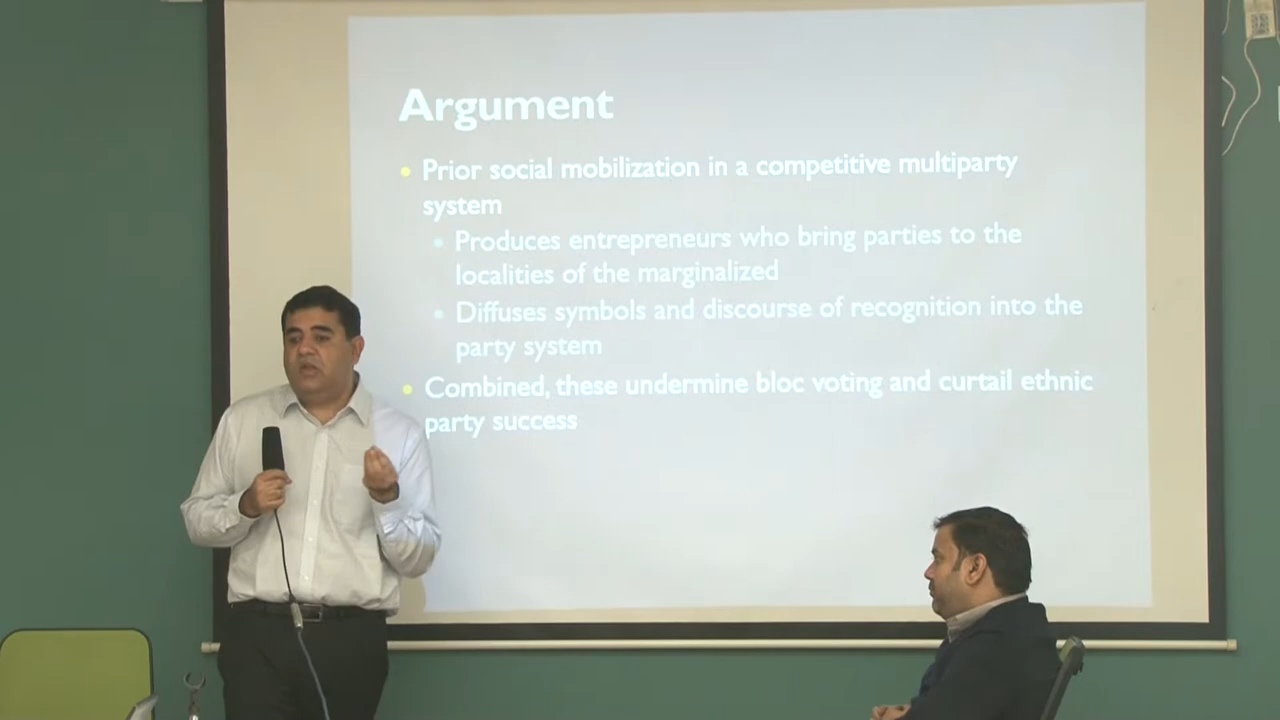 Argument
• Prior social mobilization in a competitive multiparty
system
• Produces entrepreneurs who bring parties to the
localities of the marginalized
• Diffuses symbols and discourse of recognition into the
party system
• Combined, these undermine bloc voting and curtail ethnic
party success